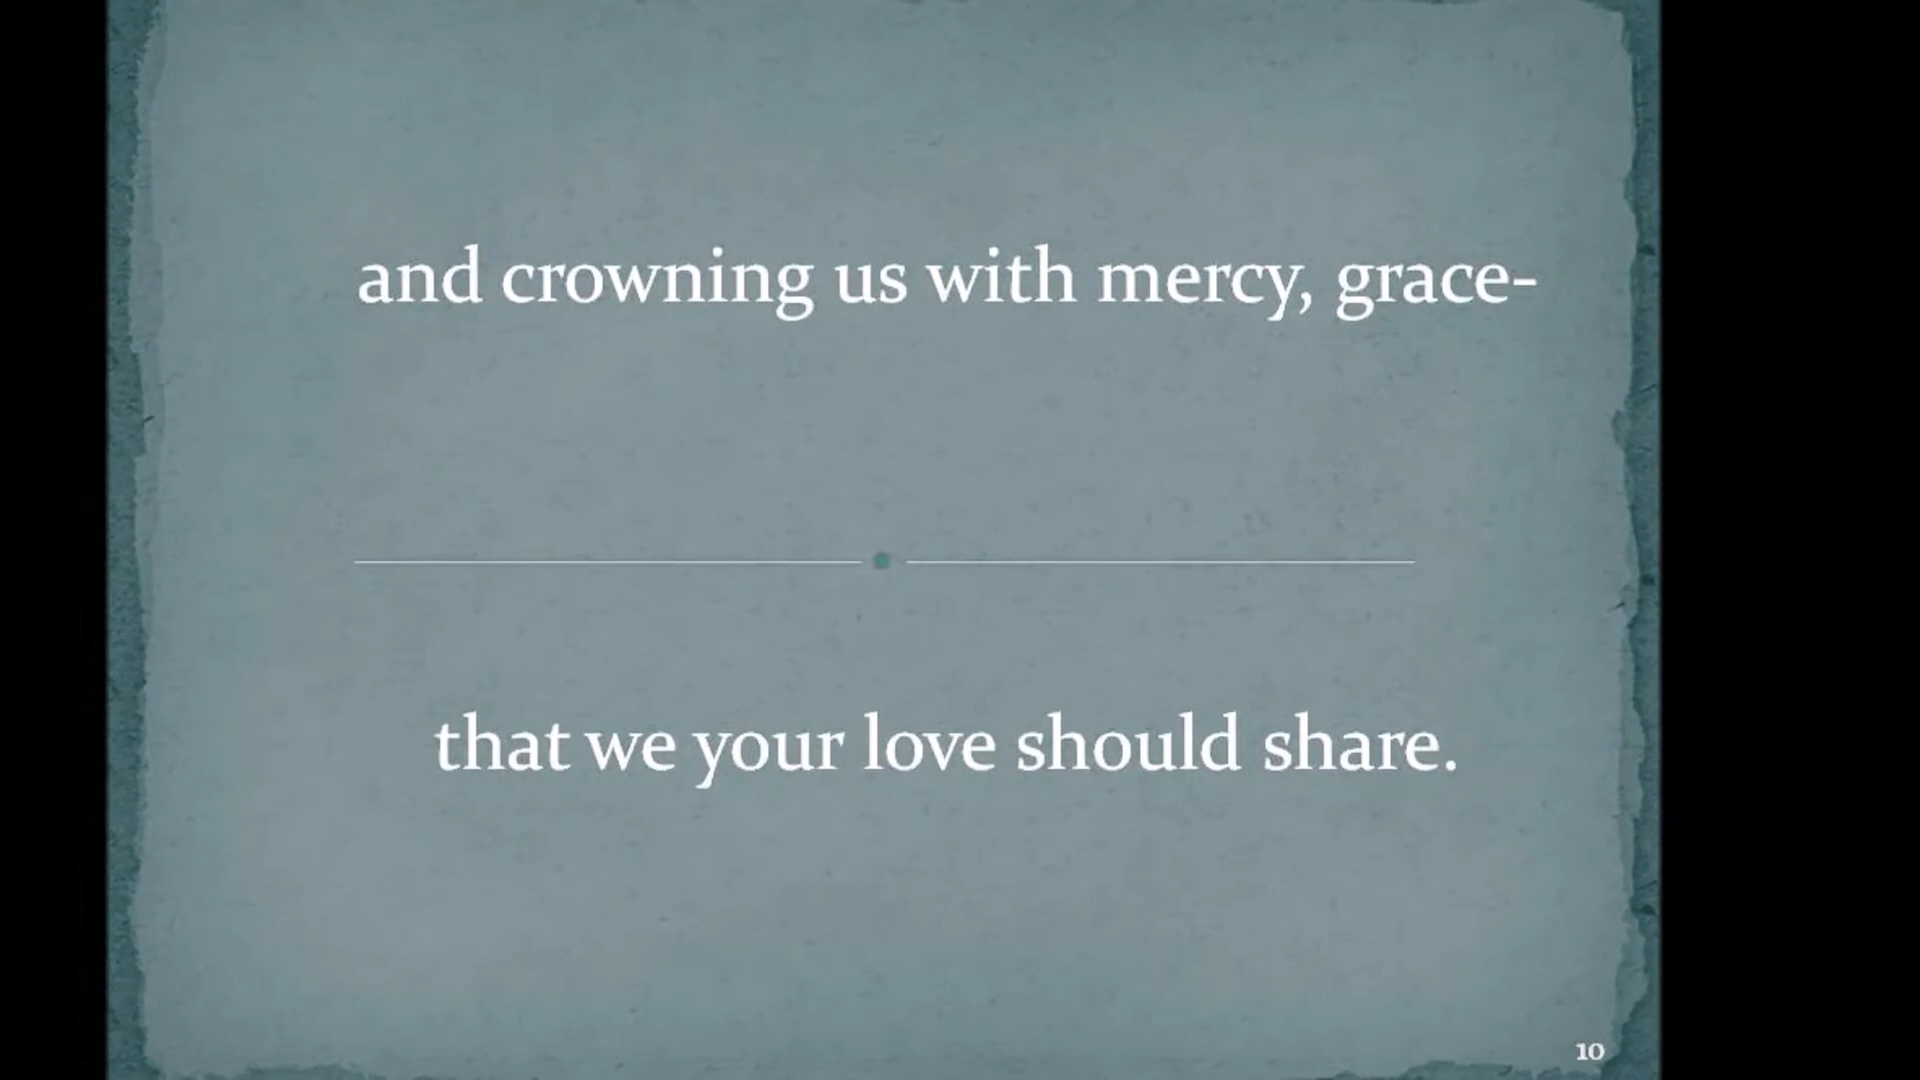 and crowning us with mercy, grace-
that we your love should share.
10